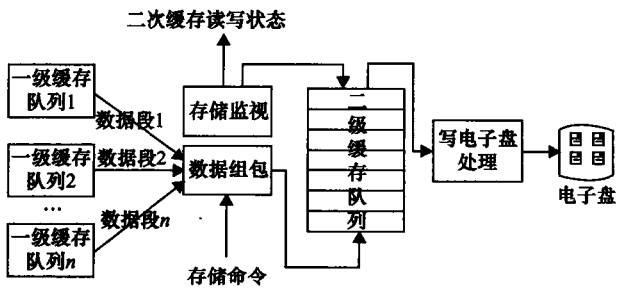 二次缓存读写状态
一级缓存
队列1
数据段1
存储监视
二
级
缓
存
队
列
写电子盘
处理
电子盘
一级缓存
队列2
数据段2
数据组包
...
一级缓存
队列n
数据段n
存储命令